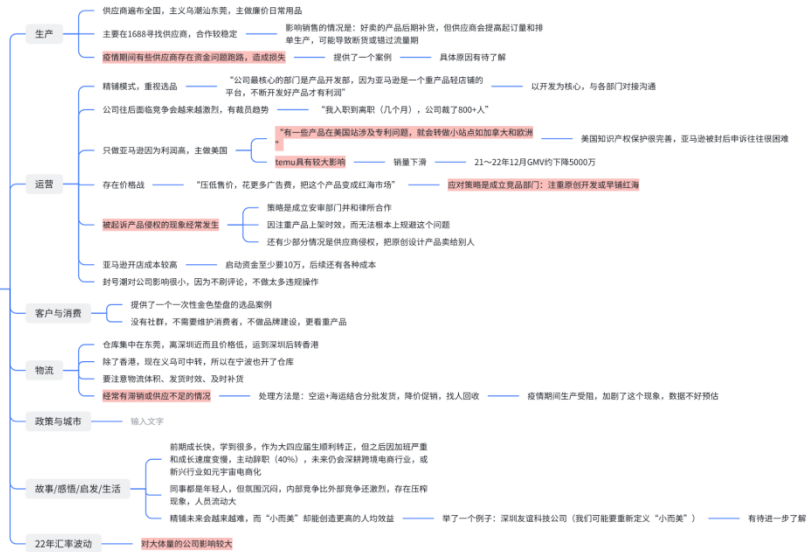 生产
供应商遍布全国，主义乌潮汕东莞，主做廉价日常用品
主要在1688寻找供应商，合作较稳定
影响销售的情况是：好卖的产品后期补货，但供应商会提高起订量和排
单生产，可能导致断货或错过流量期
疫情期间有些供应商存在资金问题跑路，造成损失
提供了一个案例
具体原因有待了解
运营
精铺模式，重视选品
“公司最核心的部门是产品开发部，因为亚马逊是一个重产品轻店铺的
平台，不断开发好产品才有利润”
以开发为核心，与各部门对接沟通
公司往后面临竞争会越来越激烈，有裁员趋势
“我入职到离职（几个月），公司裁了800+人”
只做亚马逊因为利润高，主做美国
“有一些产品在美国站涉及专利问题，就会转做小站点如加拿大和欧洲
”
美国知识产权保护很完善，亚马逊被封后申诉往往很困难
temu具有较大影响
销量下滑
21～22年12月GMV约下降5000万
存在价格战
“压低售价，花更多广告费，把这个产品变成红海市场”
应对策略是成立竞品部门：注重原创开发或早铺红海
被起诉产品侵权的现象经常发生
策略是成立安审部门并和律所合作
因注重产品上架时效，而无法根本上规避这个问题
还有少部分情况是供应商侵权，把原创设计产品卖给别人
亚马逊开店成本较高
启动资金至少要10万，后续还有各种成本
封号潮对公司影响很小，因为不刷评论，不做太多违规操作
客户与消费
提供了一个一次性金色垫盘的选品案例
没有社群，不需要维护消费者，不做品牌建设，更看重产品
物流
仓库集中在东莞，离深圳近而且价格低，运到深圳后转香港
除了香港，现在义乌可中转，所以在宁波也开了仓库
要注意物流体积、发货时效、及时补货
经常有滞销或供应不足的情况
处理方法是：空运+海运结合分批发货，降价促销，找人回收
疫情期间生产受阻，加剧了这个现象，数据不好预估
政策与城市
输入文字
故事/感悟/启发/生活
前期成长快，学到很多，作为大四应届生顺利转正，但之后因加班严重
和成长速度变慢，主动辞职（40%），未来仍会深耕跨境电商行业，或
新兴行业如元宇宙电商化
同事都是年轻人，但氛围沉闷，内部竞争比外部竞争还激烈，存在压榨
现象，人员流动大
精铺未来会越来越难，而“小而美”却能创造更高的人均效益
举了一个例子：深圳友谊科技公司（我们可能要重新定义“小而美”）
有待进一步了解
22年汇率波动
对大体量的公司影响较大